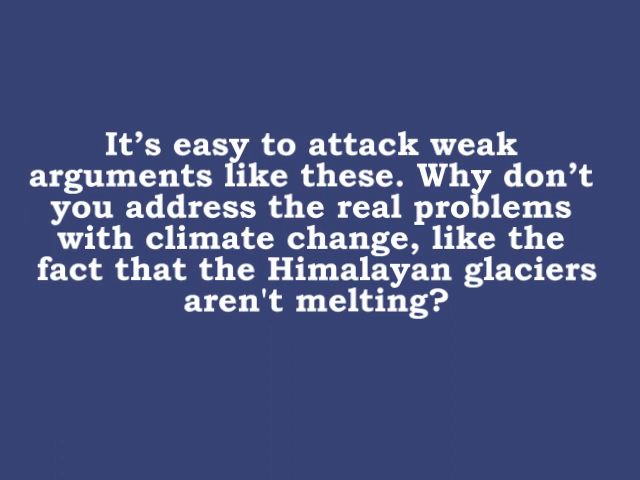 It’s easy to attack weak
arguments like these. Why don’t
you address the real problems
with climate change, like the
fact that the Himalayan glaciers
aren't melting?